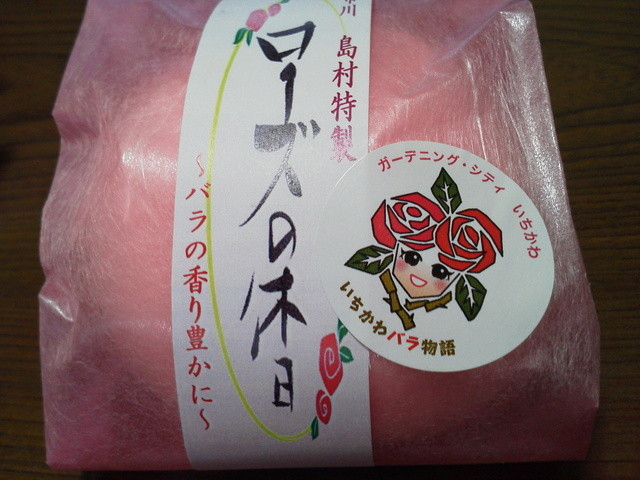 川 島村特製
ローズの休日
～バラの香り豊かに～
ガーデニング・シティ いちかわ
いちかわバラ物語